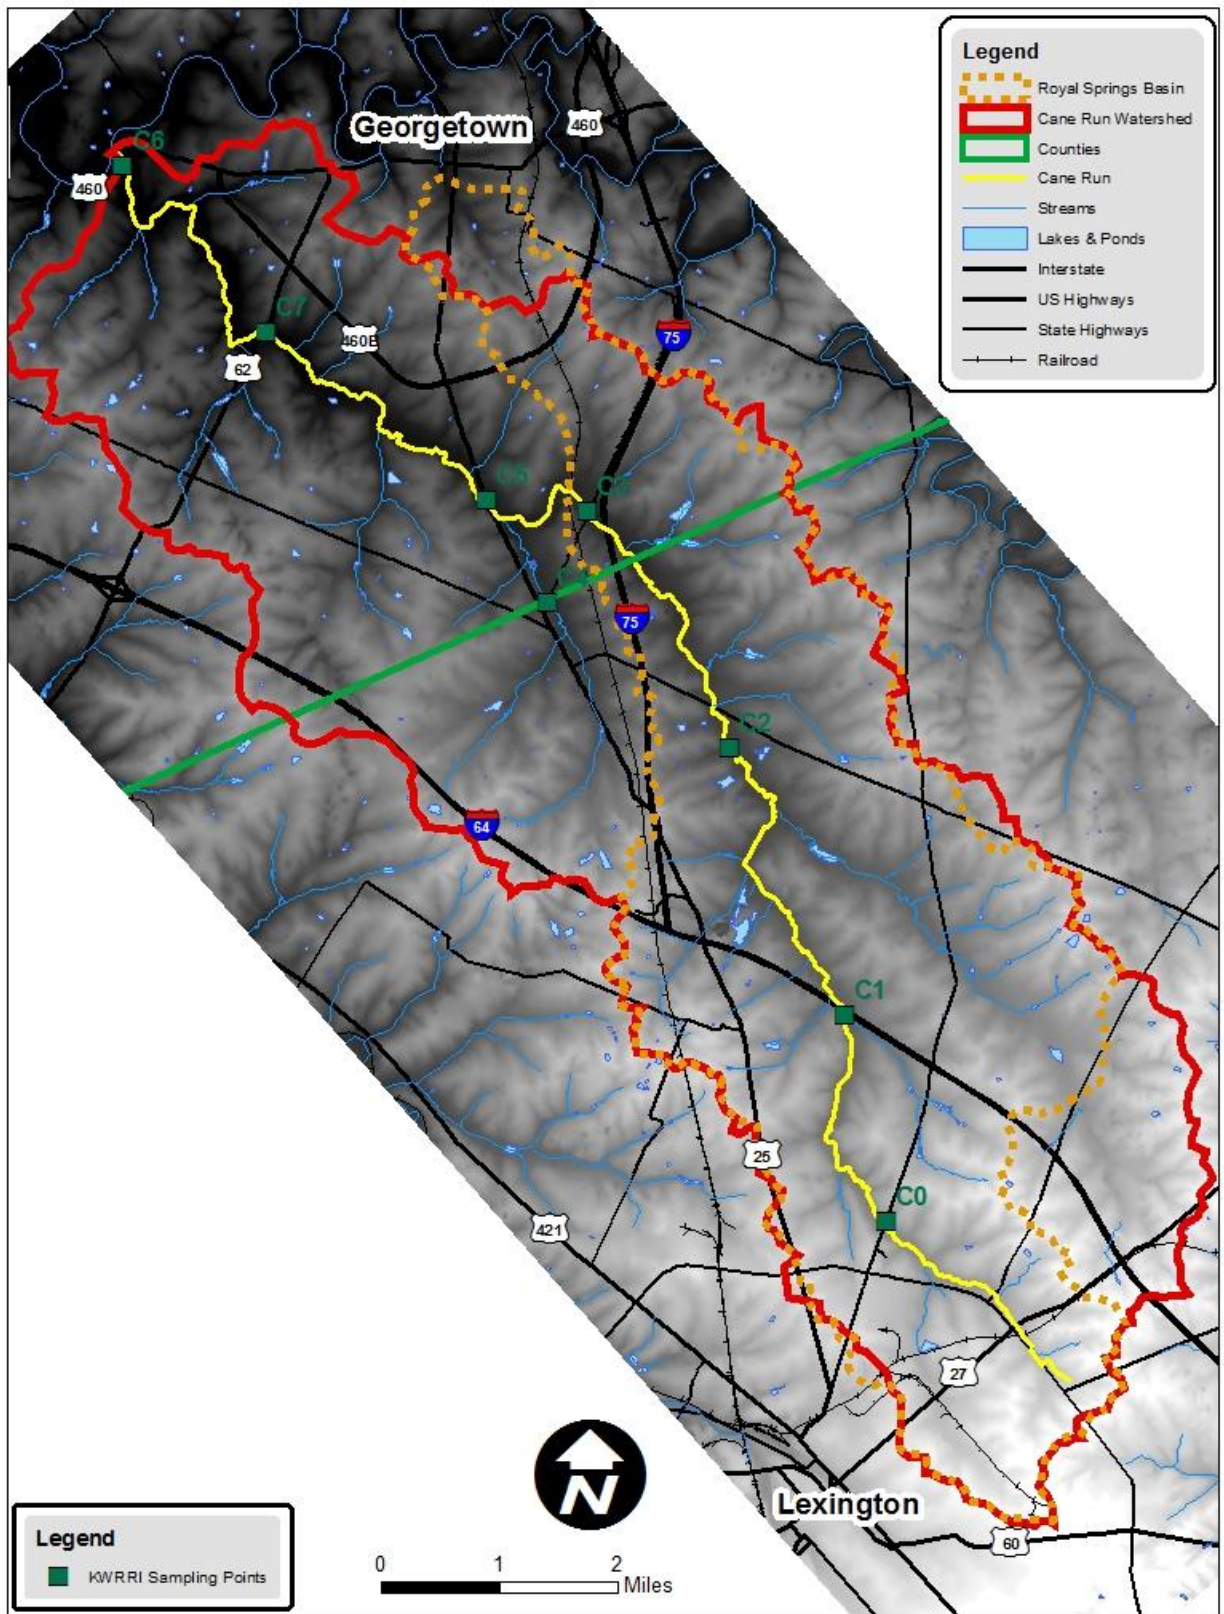 Legend
Royal Springs Basin
Cane Run Watershed
Counties
Cane Run
Streams
Lakes & Ponds
Interstate
US Highways
State Highways
Railroad
Georgetown
460
C6
460
C7
460B
75
62
C3
75
C2
64
C1
25
C0
421
27
Lexington
60
N
Legend
KWRRI Sampling Points
0
1
2
Miles